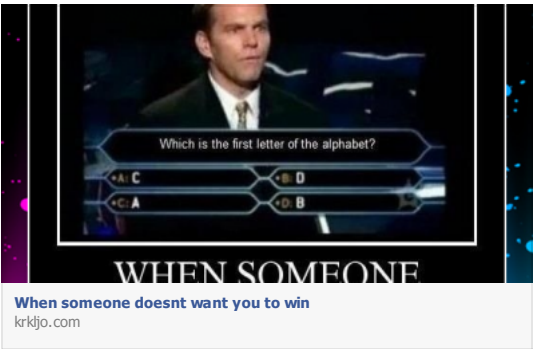 Which is the first letter of the alphabet?
A: C
B: D
C: A
D: B
WHEN SOMEONE
When someone doesnt want you to win
krkljo.com